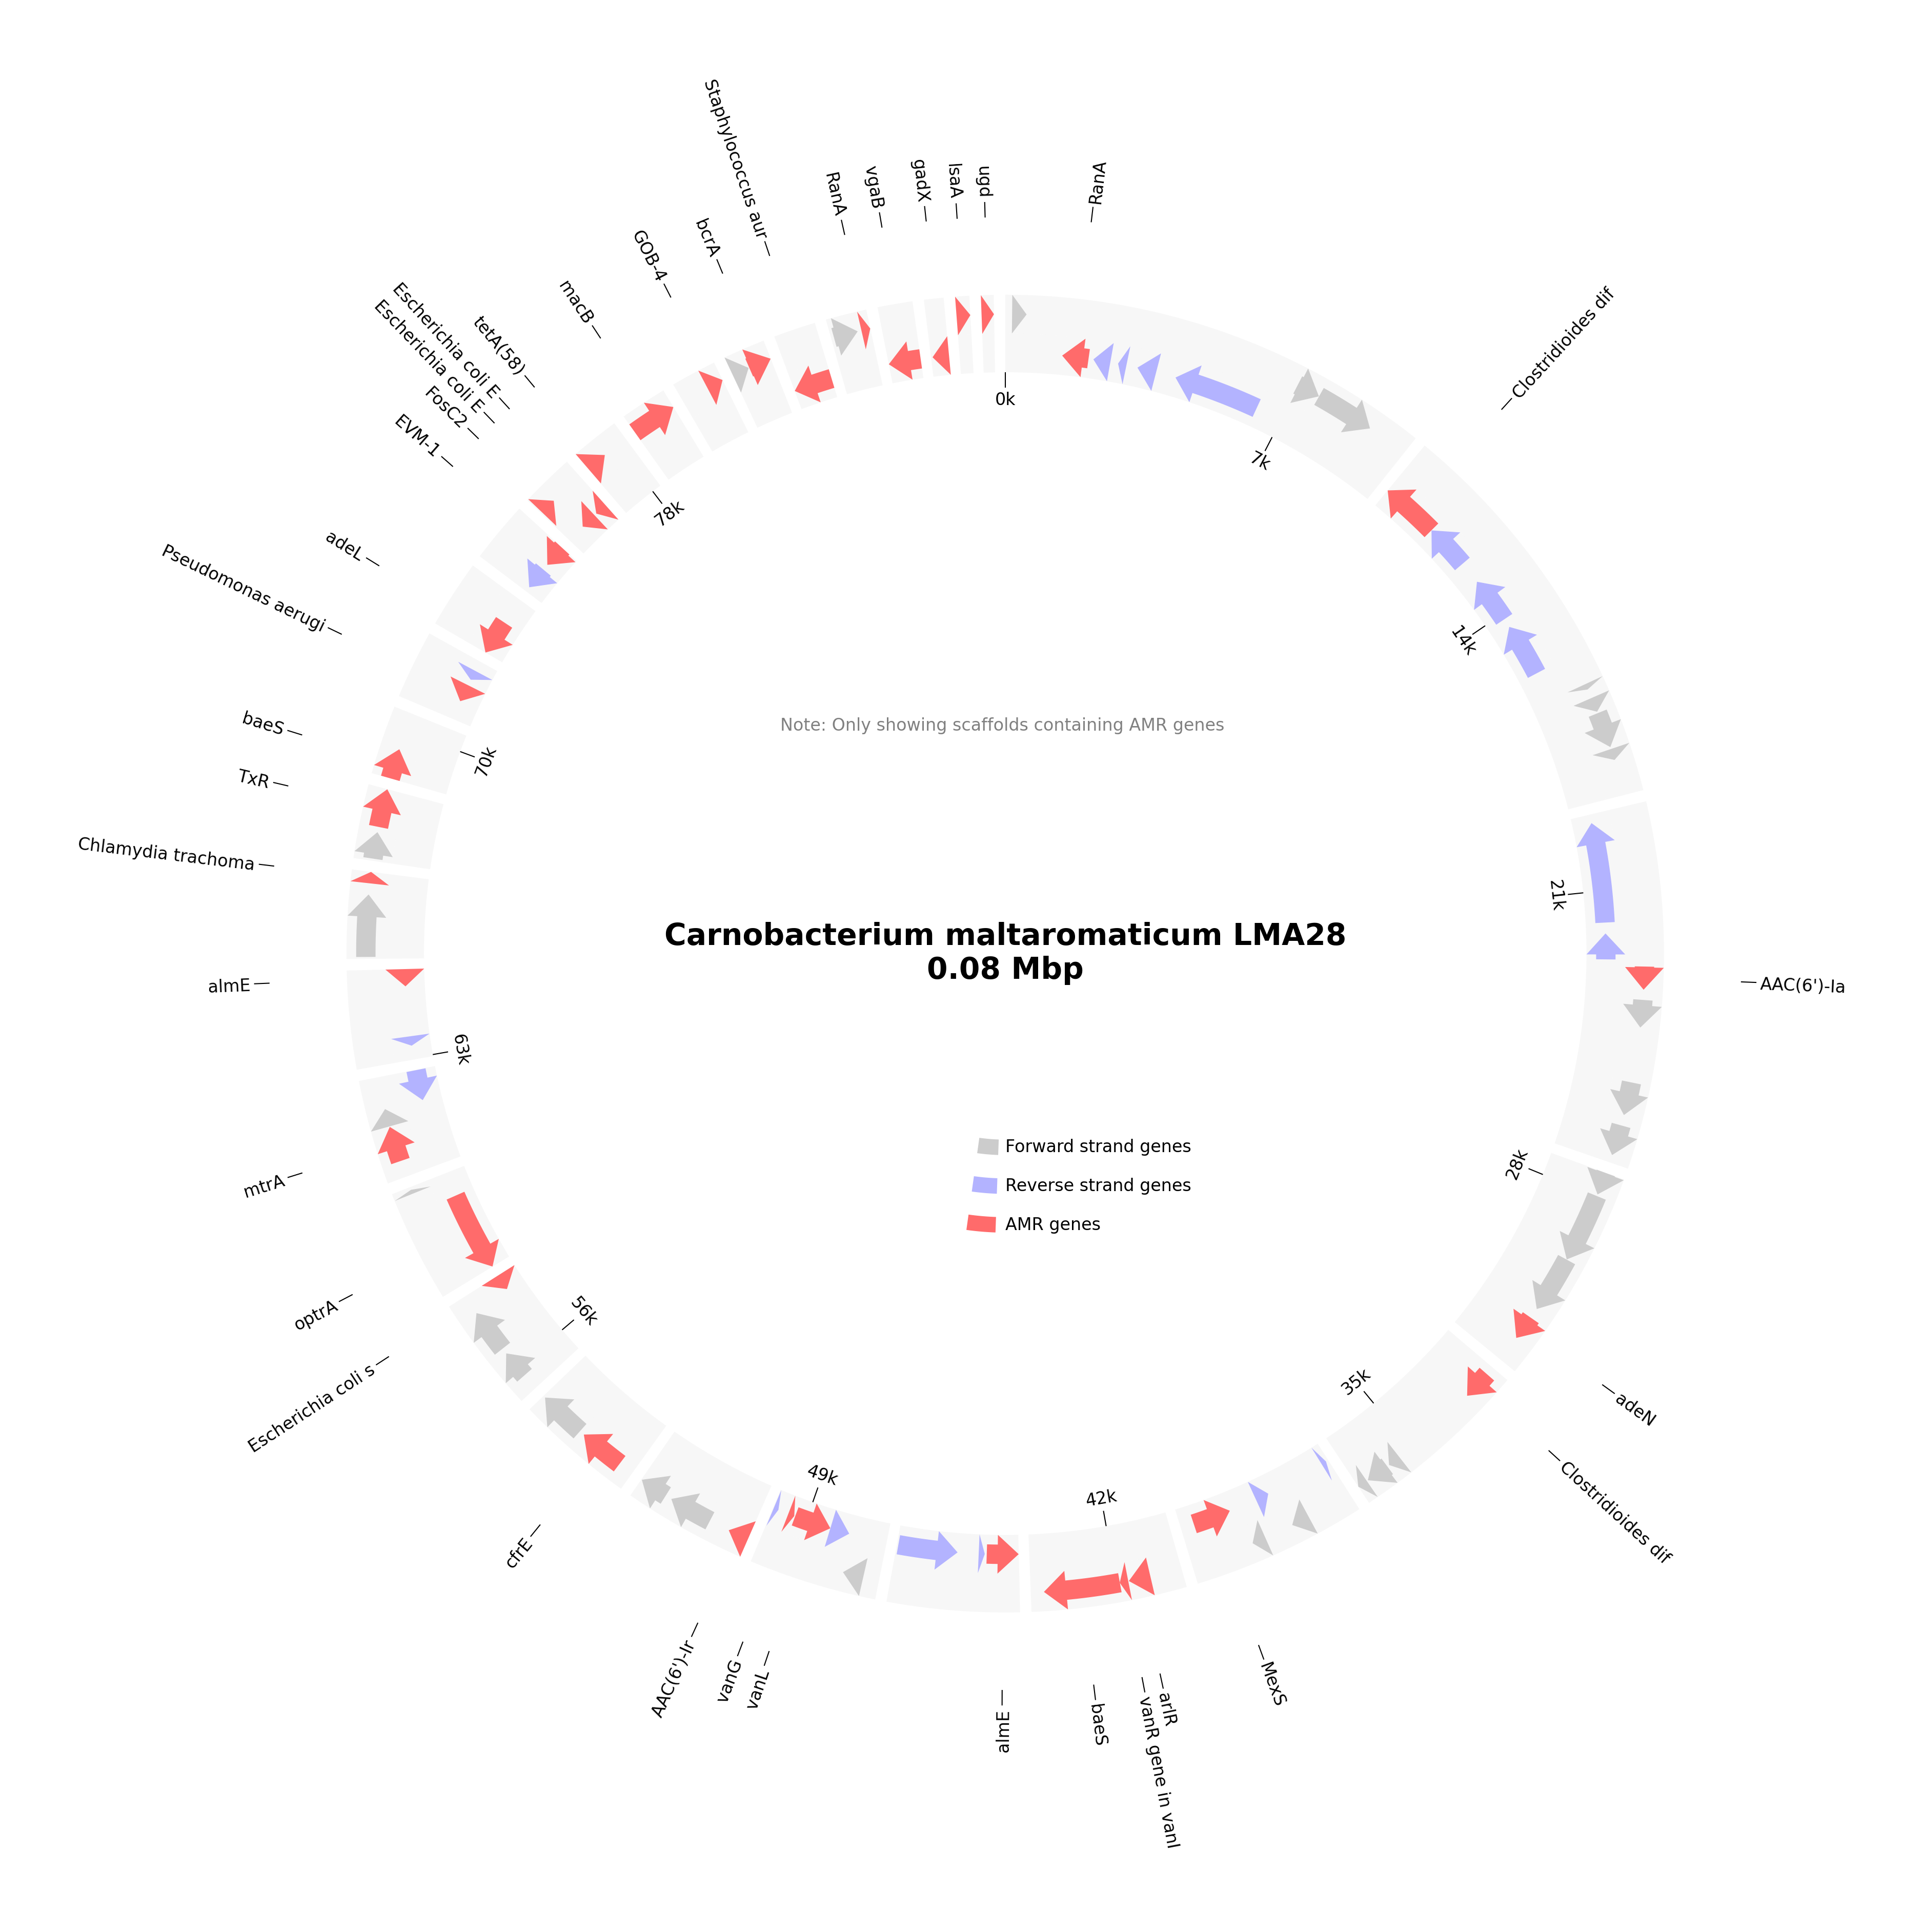 Carnobacterium maltaromaticum LMA28
0.08 Mbp
Note: Only showing scaffolds containing AMR genes
Forward strand genes
Reverse strand genes
AMR genes
0k
7k
14k
21k
28k
35k
42k
49k
56k
63k
70k
78k
RanA
Clostridioides dif
AAC(6')-Ia
adeN
Clostridioides dif
MexS
arlR
vanR gene in vanI
baeS
almE
vanL
vanG
AAC(6')-Ir
cfrE
Escherichia coli s
optrA
mtrA
almE
Chlamydia trachoma
TxR
baeS
Pseudomonas aerugi
adeL
EVM-1
FosC2
Escherichia coli E
Escherichia coli E
tetA(58)
macB
GOB-4
bcrA
Staphylococcus aur
RanA
vgaB
gadX
lsaA
ugd